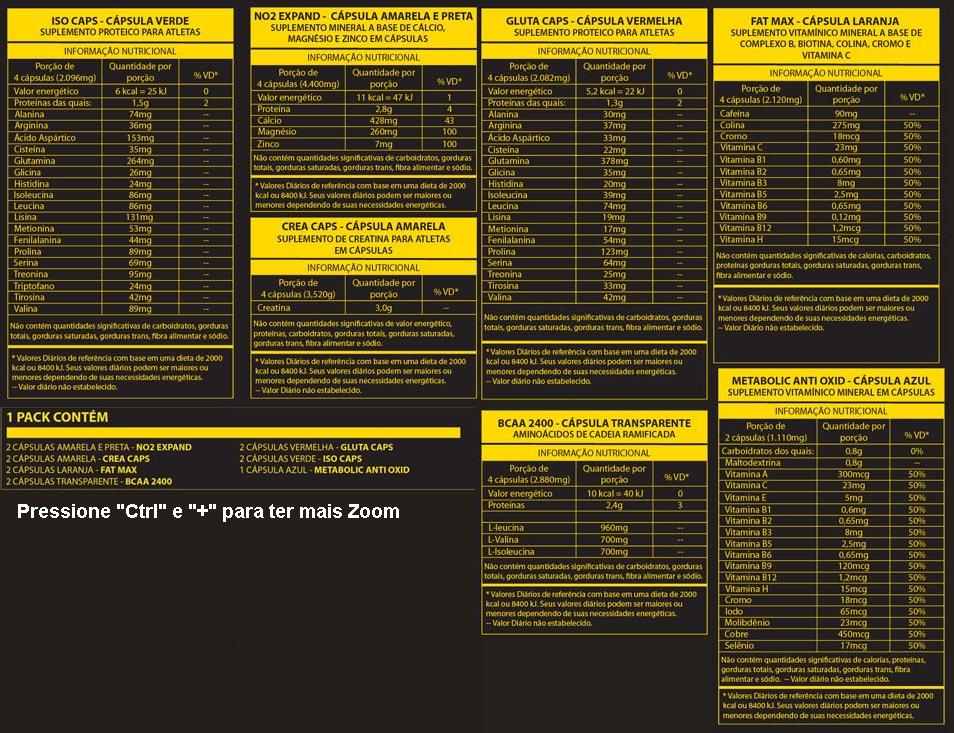 ISO CAPS - CÁPSULA VERDE
SUPLEMENTO PROTEICO PARA ATLETAS
INFORMAÇÃO NUTRICIONAL
Porção de
4 cápsulas (2.096mg)
Quantidade por
porção
% VD*
Valor energético 6 kcal = 25 kJ 0
Proteínas das quais: 1,5g 2
Alanina 74mg --
Arginina 36mg --
Ácido Aspártico 153mg --
Cisteína 35mg --
Glutamina 264mg --
Glicina 26mg --
Histidina 24mg --
Isoleucina 86mg --
Leucina 86mg --
Lisina 131mg --
Metionina 53mg --
Fenilalanina 44mg --
Prolina 89mg --
Serina 69mg --
Treonina 95mg --
Triptofano 24mg --
Tirosina 42mg --
Valina 89mg --
Não contém quantidades significativas de carboidratos, gorduras
totais, gorduras saturadas, gorduras trans, fibra alimentar e sódio.
* Valores Diários de referência com base em uma dieta de 2000
kcal ou 8400 kJ. Seus valores diários podem ser maiores ou
menores dependendo de suas necessidades energéticas.
-- Valor diário não estabelecido.
NO2 EXPAND - CÁPSULA AMARELA E PRETA
SUPLEMENTO MINERAL A BASE DE CÁLCIO,
MAGNÉSIO E ZINCO EM CÁPSULAS
INFORMAÇÃO NUTRICIONAL
Porção de
4 cápsulas (4.400mg)
Quantidade por
porção
% VD*
Valor energético 11 kcal = 47 kJ 1
Proteína 2,8g 4
Cálcio 428mg 43
Magnésio 260mg 100
Zinco 7mg 100
Não contém quantidades significativas de carboidratos, gorduras
totais, gorduras saturadas, gorduras trans, fibra alimentar e sódio.
* Valores Diários de referência com base em uma dieta de 2000
kcal ou 8400 kJ. Seus valores diários podem ser maiores ou
menores dependendo de suas necessidades energéticas.
CREA CAPS - CÁPSULA AMARELA
SUPLEMENTO DE CREATINA PARA ATLETAS
EM CÁPSULAS
INFORMAÇÃO NUTRICIONAL
Porção de
4 cápsulas (3,520g)
Quantidade por
porção
% VD*
Creatina 3,0g --
Não contém quantidades significativas de valor energético,
proteínas, carboidratos, gorduras totais, gorduras saturadas,
gorduras trans, fibra alimentar e sódio.
* Valores Diários de referência com base em uma dieta de 2000
kcal ou 8400 kJ. Seus valores diários podem ser maiores ou
menores dependendo de suas necessidades energéticas.
-- Valor Diário não estabelecido.
GLUTA CAPS - CÁPSULA VERMELHA
SUPLEMENTO PROTEICO PARA ATLETAS
INFORMAÇÃO NUTRICIONAL
Porção de
4 cápsulas (2.082mg)
Quantidade por
porção
% VD*
Valor energético 5,2 kcal = 22 kJ 0
Proteínas das quais: 1,3g 2
Alanina 30mg --
Arginina 37mg --
Ácido Aspártico 33mg --
Cisteína 22mg --
Glutamina 378mg --
Glicina 35mg --
Histidina 20mg --
Isoleucina 39mg --
Leucina 74mg --
Lisina 19mg --
Metionina 17mg --
Fenilalanina 54mg --
Prolina 123mg --
Serina 64mg --
Treonina 25mg --
Tirosina 33mg --
Valina 42mg --
Não contém quantidades significativas de carboidratos, gorduras
totais, gorduras saturadas, gorduras trans, fibra alimentar e sódio.
* Valores Diários de referência com base em uma dieta de 2000
kcal ou 8400 kJ. Seus valores diários podem ser maiores ou
menores dependendo de suas necessidades energéticas.
-- Valor diário não estabelecido.
FAT MAX - CÁPSULA LARANJA
SUPLEMENTO VITAMÍNICO MINERAL A BASE DE
COMPLEXO B, BIOTINA, COLINA, CROMO E
VITAMINA C
INFORMAÇÃO NUTRICIONAL
Porção de
4 cápsulas (2.120mg)
Quantidade por
porção
% VD*
Cafeína 90mg --
Colina 275mg 50%
Cromo 18mcg 50%
Vitamina C 23mg 50%
Vitamina B1 0,60mg 50%
Vitamina B2 0,65mg 50%
Vitamina B3 8mg 50%
Vitamina B5 2,5mg 50%
Vitamina B6 0,65mg 50%
Vitamina B9 0,12mg 50%
Vitamina B12 1,2mcg 50%
Vitamina H 15mcg 50%
Não contém quantidades significativas de calorias, carboidratos,
proteínas gorduras totais, gorduras saturadas, gorduras trans,
fibra alimentar e sódio.
* Valores Diários de referência com base em uma dieta de 2000
kcal ou 8400 kJ. Seus valores diários podem ser maiores ou
menores dependendo de suas necessidades energéticas.
-- Valor Diário não estabelecido.
1 PACK CONTÉM
2 CÁPSULAS AMARELA E PRETA - NO2 EXPAND
2 CÁPSULAS AMARELA - CREA CAPS
2 CÁPSULAS LARANJA - FAT MAX
2 CÁPSULAS TRANSPARENTE - BCAA 2400
2 CÁPSULAS VERMELHA - GLUTA CAPS
2 CÁPSULAS VERDE - ISO CAPS
1 CÁPSULA AZUL - METABOLIC ANTI OXID
Pressione "Ctrl" e "+" para ter mais Zoom
BCAA 2400 - CÁPSULA TRANSPARENTE
AMINOÁCIDOS DE CADEIA RAMIFICADA
INFORMAÇÃO NUTRICIONAL
Porção de
4 cápsulas (2.880mg)
Quantidade por
porção
% VD*
Valor energético 10 kcal = 40 kJ 0
Proteínas 2,4g 3
L-leucina 960mg --
L-Valina 700mg --
L-Isoleucina 700mg --
Não contém quantidades significativas de carboidratos, gorduras
totais, gorduras saturadas, gorduras trans, fibra alimentar e sódio.
* Valores Diários de referência com base em uma dieta de 2000
kcal ou 8400 kJ. Seus valores diários podem ser maiores ou
menores dependendo de suas necessidades energéticas.
-- Valor Diário não estabelecido.
METABOLIC ANTI OXID - CÁPSULA AZUL
SUPLEMENTO VITAMÍNICO MINERAL EM CÁPSULAS
INFORMAÇÃO NUTRICIONAL
Porção de
2 cápsulas (1.110mg)
Quantidade por
porção
% VD*
Carboidratos dos quais: 0,8g 0%
Maltodextrina 0,8g --
Vitamina A 300mcg 50%
Vitamina C 23mg 50%
Vitamina E 5mg 50%
Vitamina B1 0,6mg 50%
Vitamina B2 0,65mg 50%
Vitamina B3 8mg 50%
Vitamina B5 2,5mg 50%
Vitamina B6 0,65mg 50%
Vitamina B9 120mcg 50%
Vitamina B12 1,2mcg 50%
Vitamina H 15mcg 50%
Cromo 18mcg 50%
Iodo 65mcg 50%
Molibdênio 23mcg 50%
Cobre 450mcg 50%
Selênio 17mcg 50%
Não contém quantidades significativas de calorias, proteínas,
gorduras totais, gorduras saturadas, gorduras trans, fibra
alimentar e sódio. -- Valor diário não estabelecido.
* Valores Diários de referência com base em uma dieta de 2000
kcal ou 8400 kJ. Seus valores diários podem ser maiores ou
menores dependendo de suas necessidades energéticas.